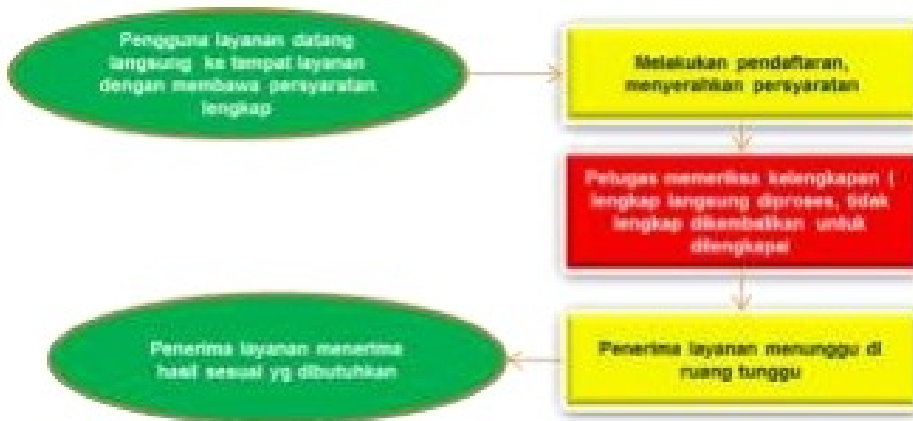 Pengguna layanan datang
langsung ke tempat layanan
dengan membawa persyaratan
lengkap
Melakukan pendaftaran,
menyerahkan persyaratan
Petugas memeriksa kelengkapan (
lengkap langsung diproses, tidak
lengkap dikembalikan untuk
dilengkapai
Penerima layanan menunggu di
ruang tunggu
Penerima layanan menerima
hasil sesuai yg dibutuhkan